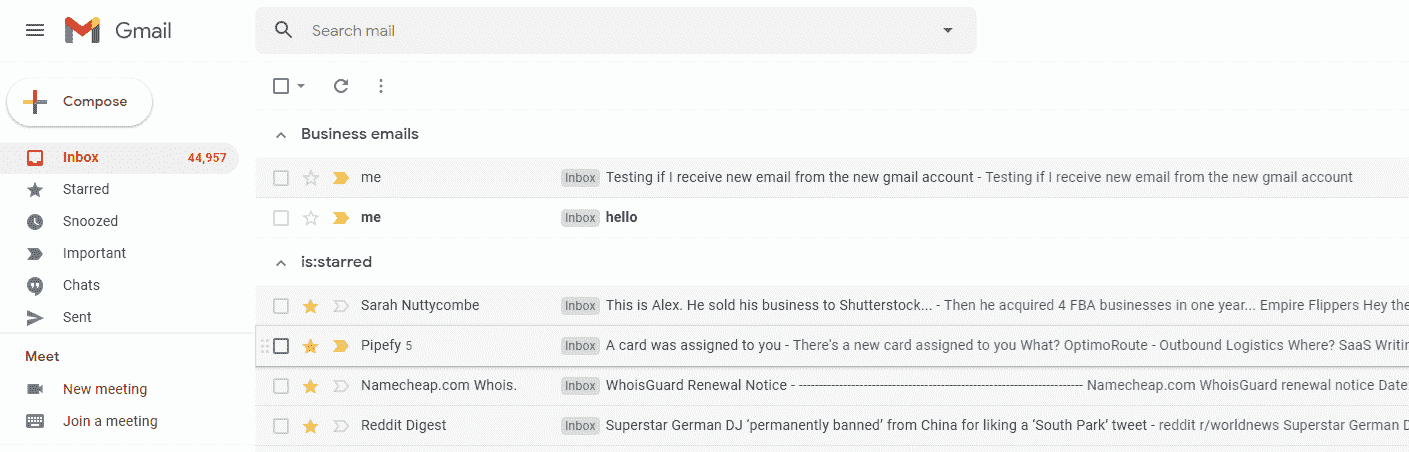 Gmail
Search mail
Compose
Inbox 44,957
Starred
Snoozed
Important
Chats
Sent
Meet
New meeting
Join a meeting
Business emails
me Inbox Testing if I receive new email from the new gmail account - Testing if I receive new email from the new gmail account
me Inbox hello
is:starred
Sarah Nuttycombe Inbox This is Alex. He sold his business to Shutterstock... - Then he acquired 4 FBA businesses in one year... Empire Flippers Hey the
Pipefy 5 Inbox A card was assigned to you - There's a new card assigned to you What? OptimoRoute - Outbound Logistics Where? SaaS Writin
Namecheap.com Whois. Inbox WhoisGuard Renewal Notice - ---------------------------------------------------------------------- Namecheap.com WhoisGuard renewal notice Date:
Reddit Digest Inbox Superstar German DJ ‘permanently banned’ from China for liking a ‘South Park’ tweet - reddit r/worldnews Superstar German D